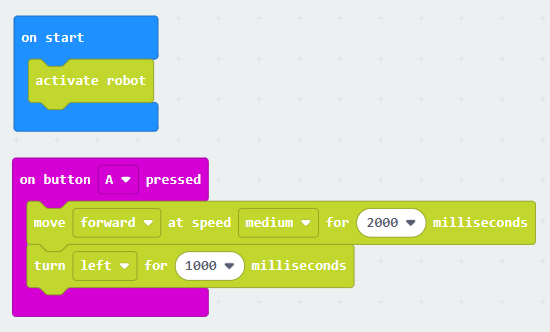 on start
activate robot
on button A pressed
move forward at speed medium for 2000 milliseconds
turn left for 1000 milliseconds